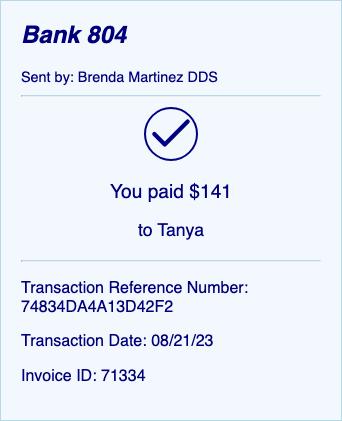 Bank 804
Sent by: Brenda Martinez DDS
You paid $141
to Tanya
Transaction Reference Number:
74834DA4A13D42F2
Transaction Date: 08/21/23
Invoice ID: 71334